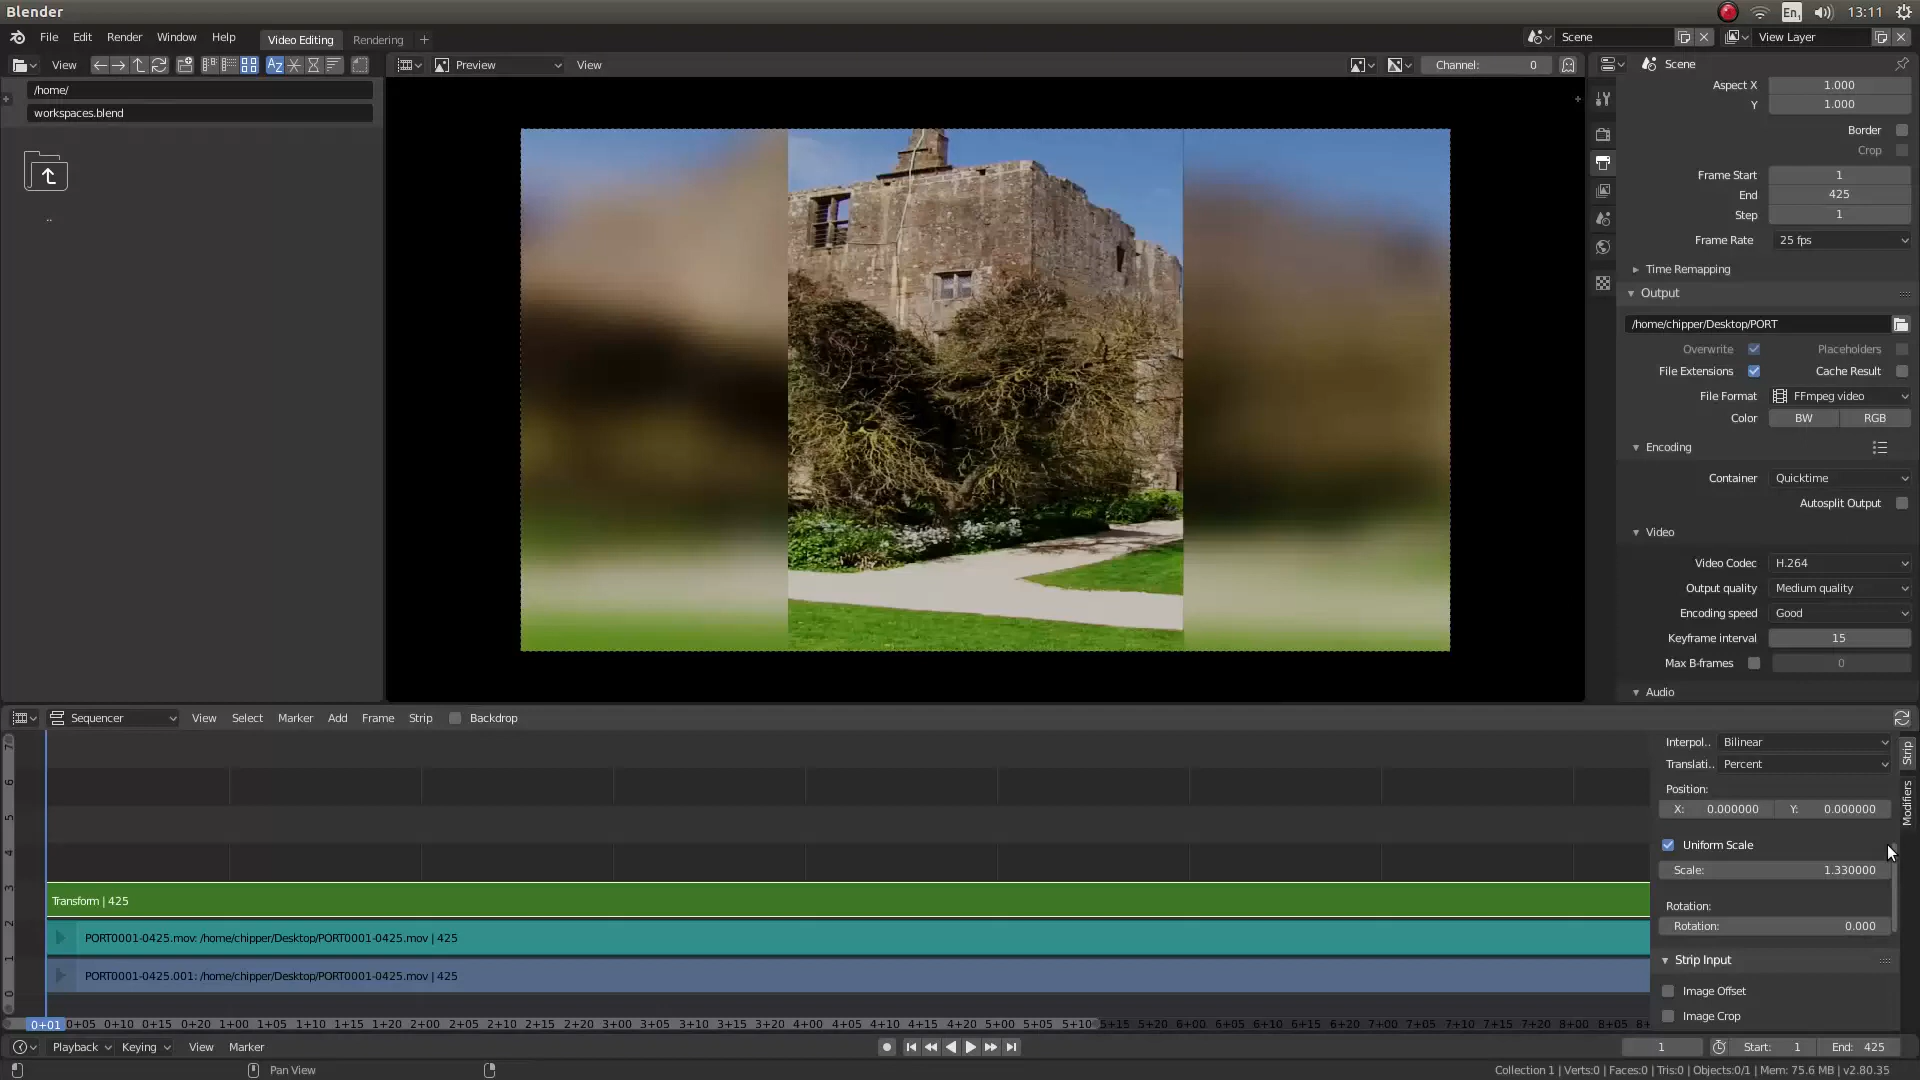 Blender
En1
13:11
File Edit Render Window Help
Video Editing Rendering
Scene
View Layer
View
Preview
View
Channel: 0
Scene
/home/
workspaces.blend
..
Aspect X 1.000
Y 1.000
Border
Crop
Frame Start 1
End 425
Step 1
Frame Rate 25 fps
Time Remapping
Output
/home/chipper/Desktop/PORT
Overwrite Placeholders
File Extensions Cache Result
File Format FFmpeg video
Color BW RGB
Encoding
Container Quicktime
Autosplit Output
Video
Video Codec H.264
Output quality Medium quality
Encoding speed Good
Keyframe interval 15
Max B-frames 0
Audio
Sequencer View Select Marker Add Frame Strip Backdrop
Interpol.. Bilinear
Translati.. Percent
Position:
X: 0.000000 Y: 0.000000
Uniform Scale
Scale: 1.330000
Rotation:
Rotation: 0.000
Strip Input
Image Offset
Image Crop
Strip
Modifiers
7
6
5
4
3
2
1
0
Transform | 425
PORT0001-0425.mov: /home/chipper/Desktop/PORT0001-0425.mov | 425
PORT0001-0425.001: /home/chipper/Desktop/PORT0001-0425.mov | 425
0+01 0+05 0+10 0+15 0+20 1+00 1+05 1+10 1+15 1+20 2+00 2+05 2+10 2+15 2+20 3+00 3+05 3+10 3+15 3+20 4+00 4+05 4+10 4+15 4+20 5+00 5+05 5+10 5+15 5+20 6+00 6+05 6+10 6+15 6+20 7+00 7+05 7+10 7+15 7+20 8+00 8+05 8+
Playback Keying View Marker
1 Start: 1 End: 425
Pan View
Collection 1 | Verts:0 | Faces:0 | Tris:0 | Objects:0/1 | Mem: 75.6 MB | v2.80.35